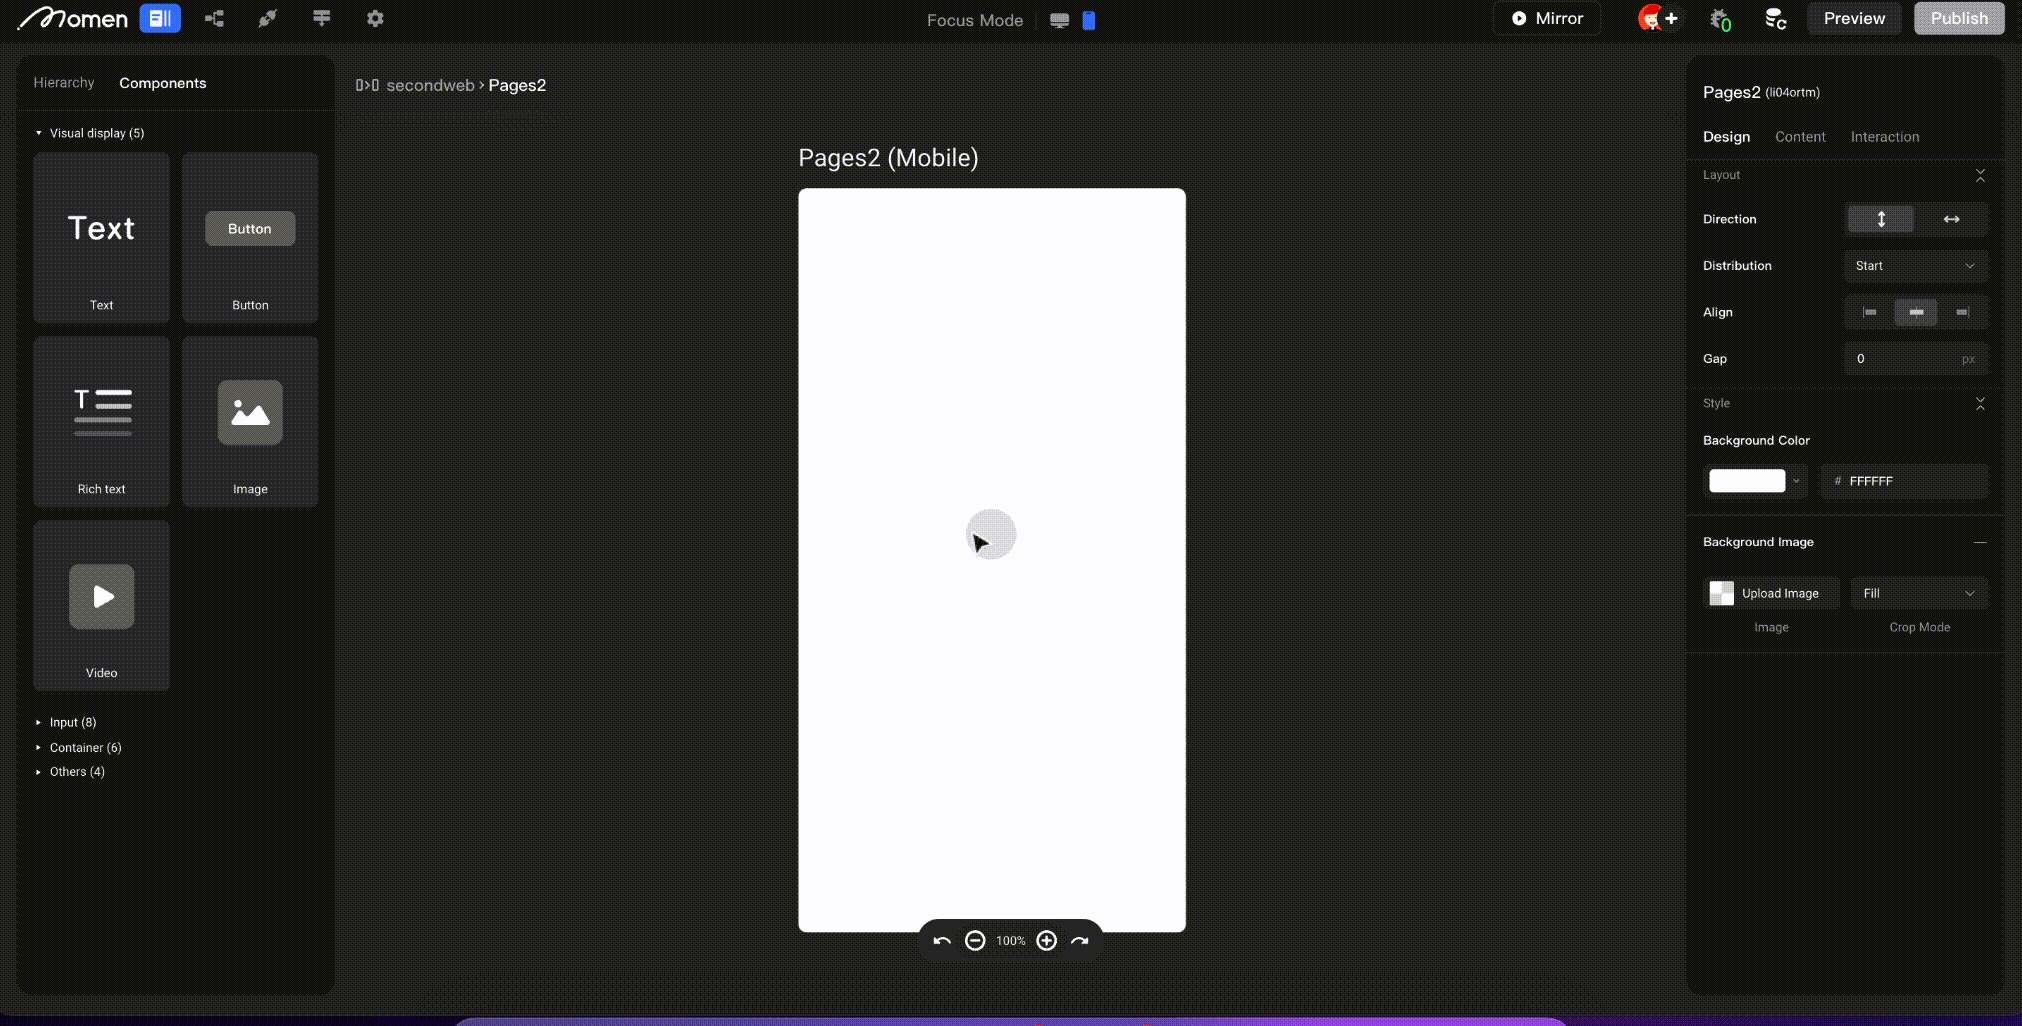 Momen
Focus Mode
Mirror
0
Preview
Publish
Hierarchy
Components
Visual display (5)
Text
Text
Button
Button
T
Rich text
Image
Video
Input (8)
Container (6)
Others (4)
secondweb › Pages2
Pages2 (Mobile)
100%
Pages2 (li04ortm)
Design
Content
Interaction
Layout
Direction
Distribution
Start
Align
Gap
0
px
Style
Background Color
# FFFFFF
Background Image
Upload Image
Fill
Image
Crop Mode